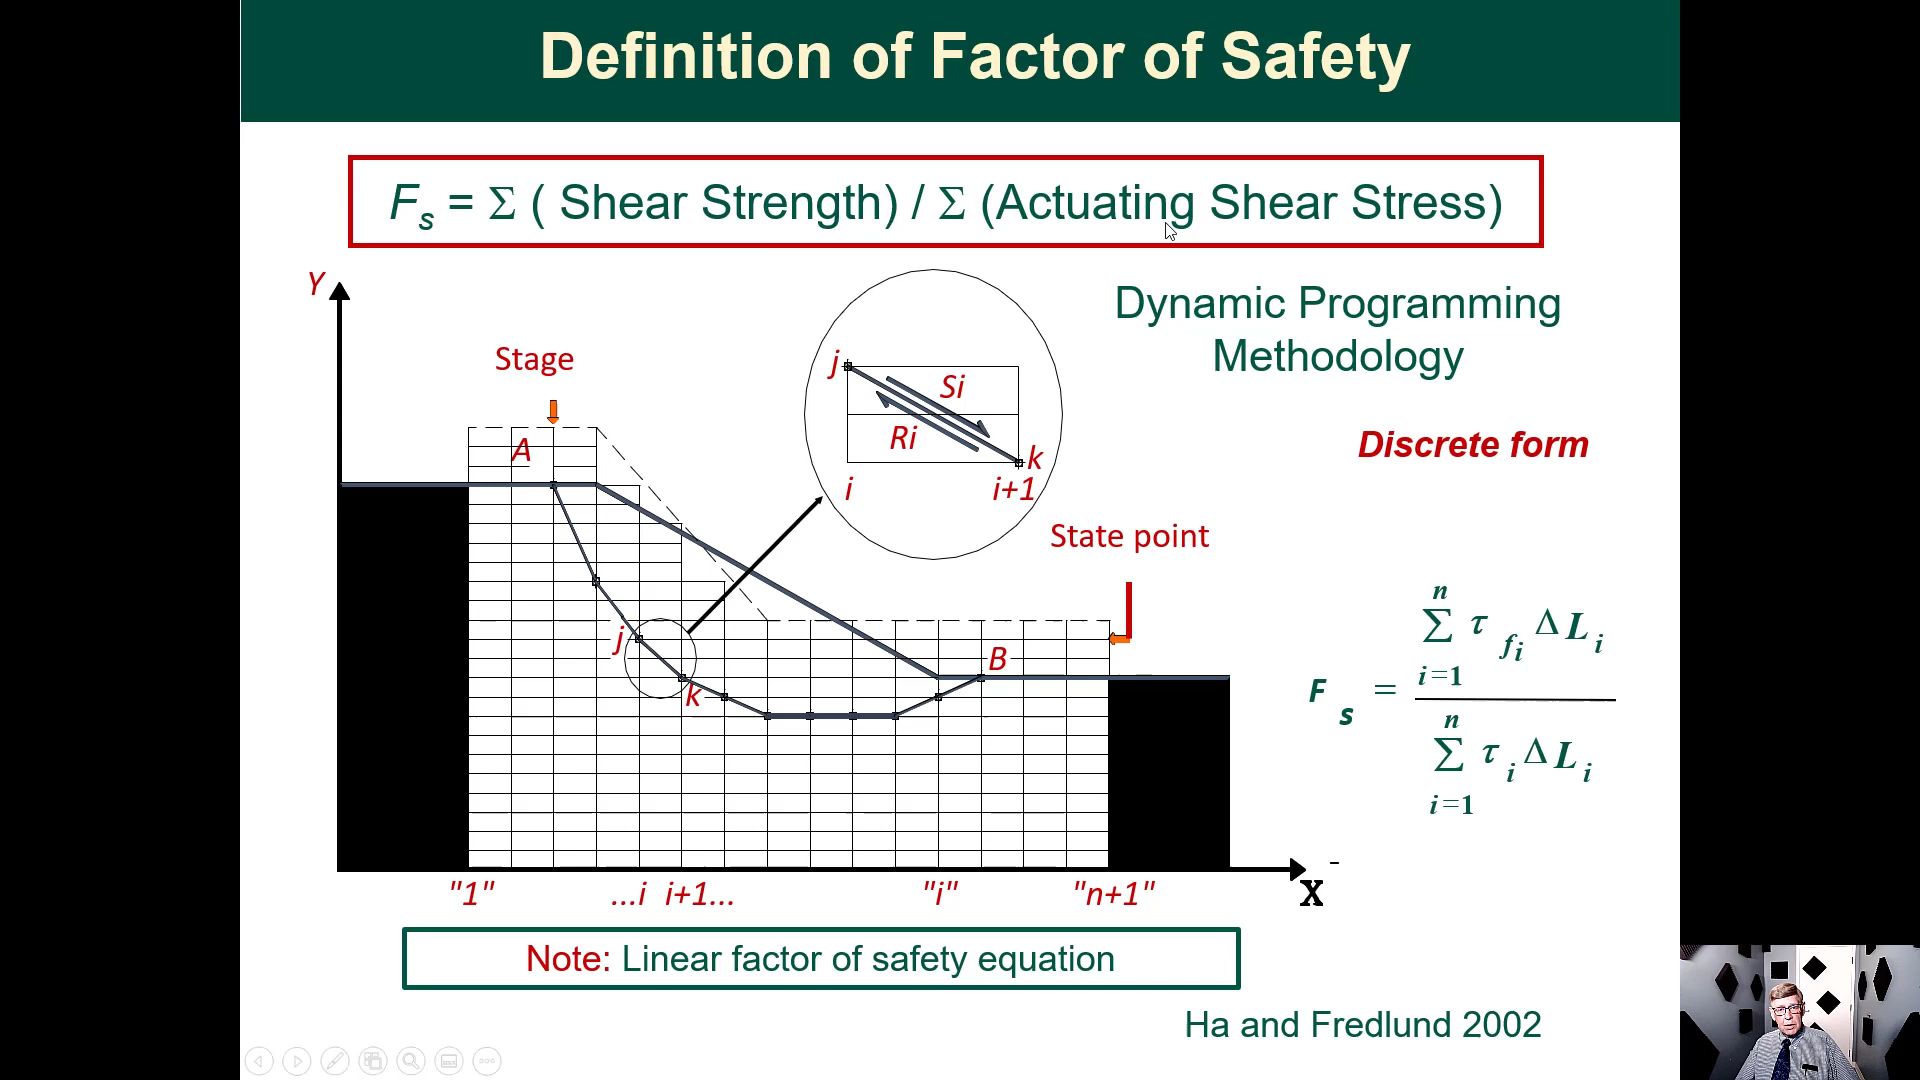 Definition of Factor of Safety
Fs = Σ ( Shear Strength) / Σ (Actuating Shear Stress)
Y
Dynamic Programming
Methodology
Stage
j
Si
Ri
k
i
i+1
Discrete form
A
State point
j
k
B
n
Σ τ fi Δ L i
i=1
F s =
n
Σ τ i Δ L i
i=1
"1"
...i
i+1...
"i"
"n+1"
X
Note: Linear factor of safety equation
Ha and Fredlund 2002